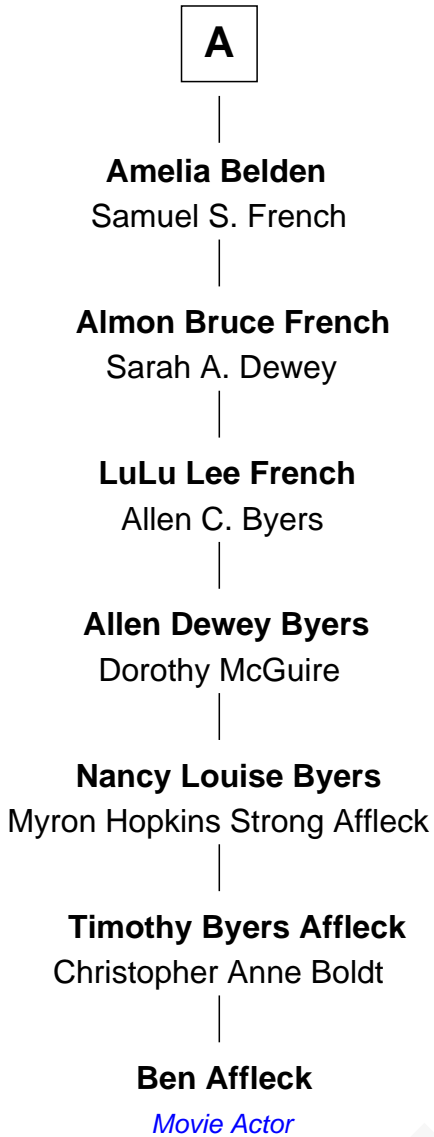 A
Amelia Belden
Samuel S. French
Almon Bruce French
Sarah A. Dewey
LuLu Lee French
Allen C. Byers
Allen Dewey Byers
Dorothy McGuire
Nancy Louise Byers
Myron Hopkins Strong Affleck
Timothy Byers Affleck
Christopher Anne Boldt
Ben Affleck
Movie Actor